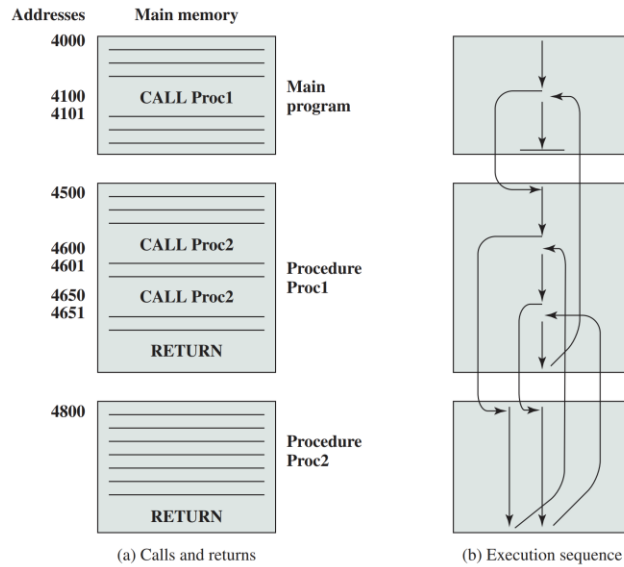 Addresses Main memory
4000
4100 CALL Proc1
4101
Main
program
4500
4600 CALL Proc2
4601
4650 CALL Proc2
4651
RETURN
Procedure
Proc1
4800
RETURN
Procedure
Proc2
(a) Calls and returns
(b) Execution sequence